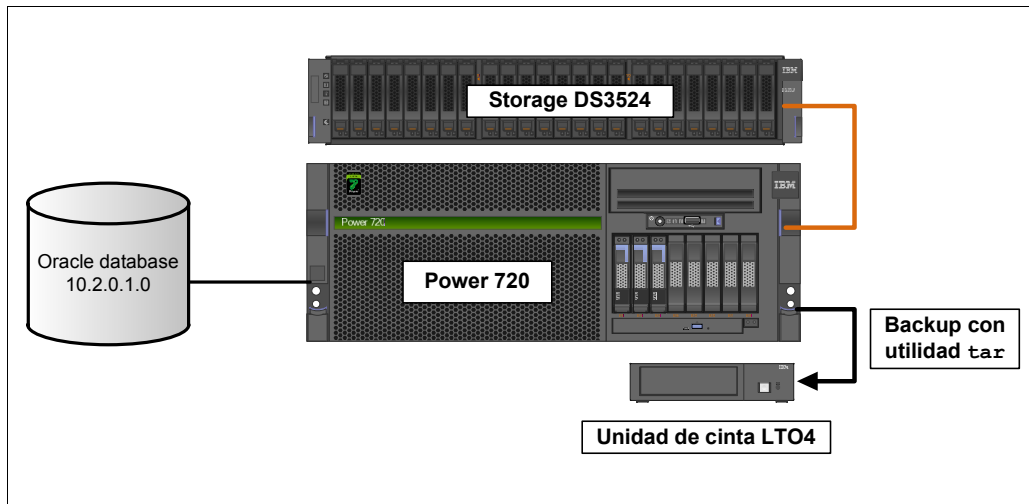 IBM
Storage DS3524
IBM
Power 720
Oracle database
10.2.0.1.0
Power 720
Backup con
utilidad tar
Unidad de cinta LTO4